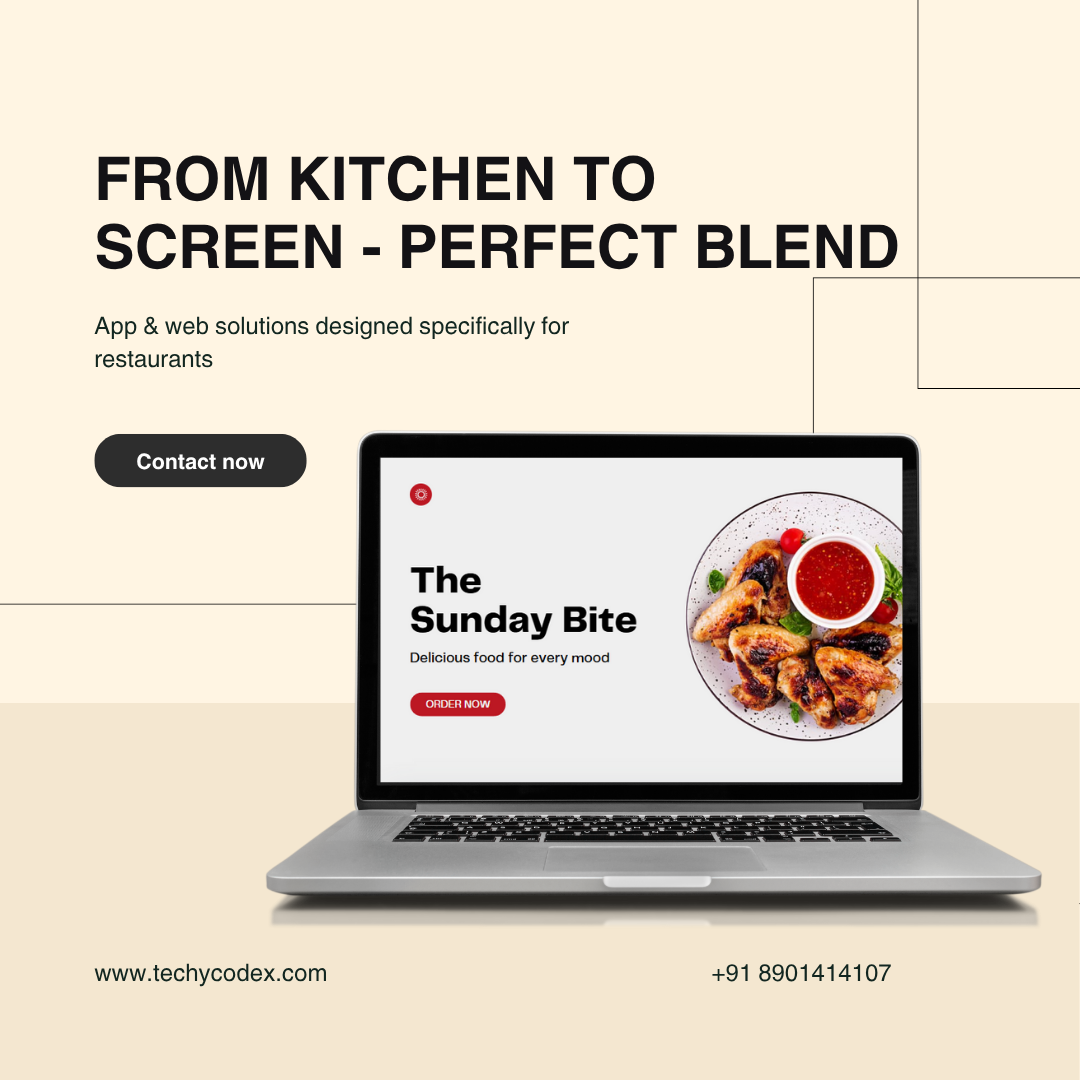 FROM KITCHEN TO
SCREEN - PERFECT BLEND
App & web solutions designed specifically for
restaurants
Contact now
The
Sunday Bite
Delicious food for every mood
ORDER NOW
www.techycodex.com
+91 8901414107